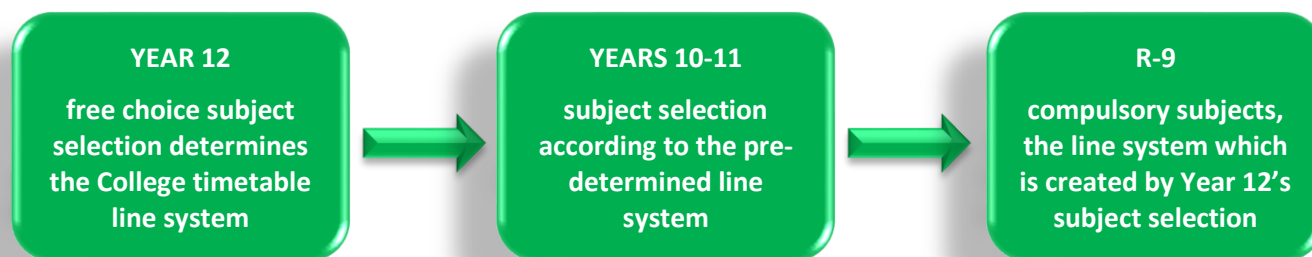 YEAR 12
free choice subject
selection determines
the College timetable
line system
YEARS 10-11
subject selection
according to the pre-
determined line
system
R-9
compulsory subjects,
the line system which
is created by Year 12’s
subject selection